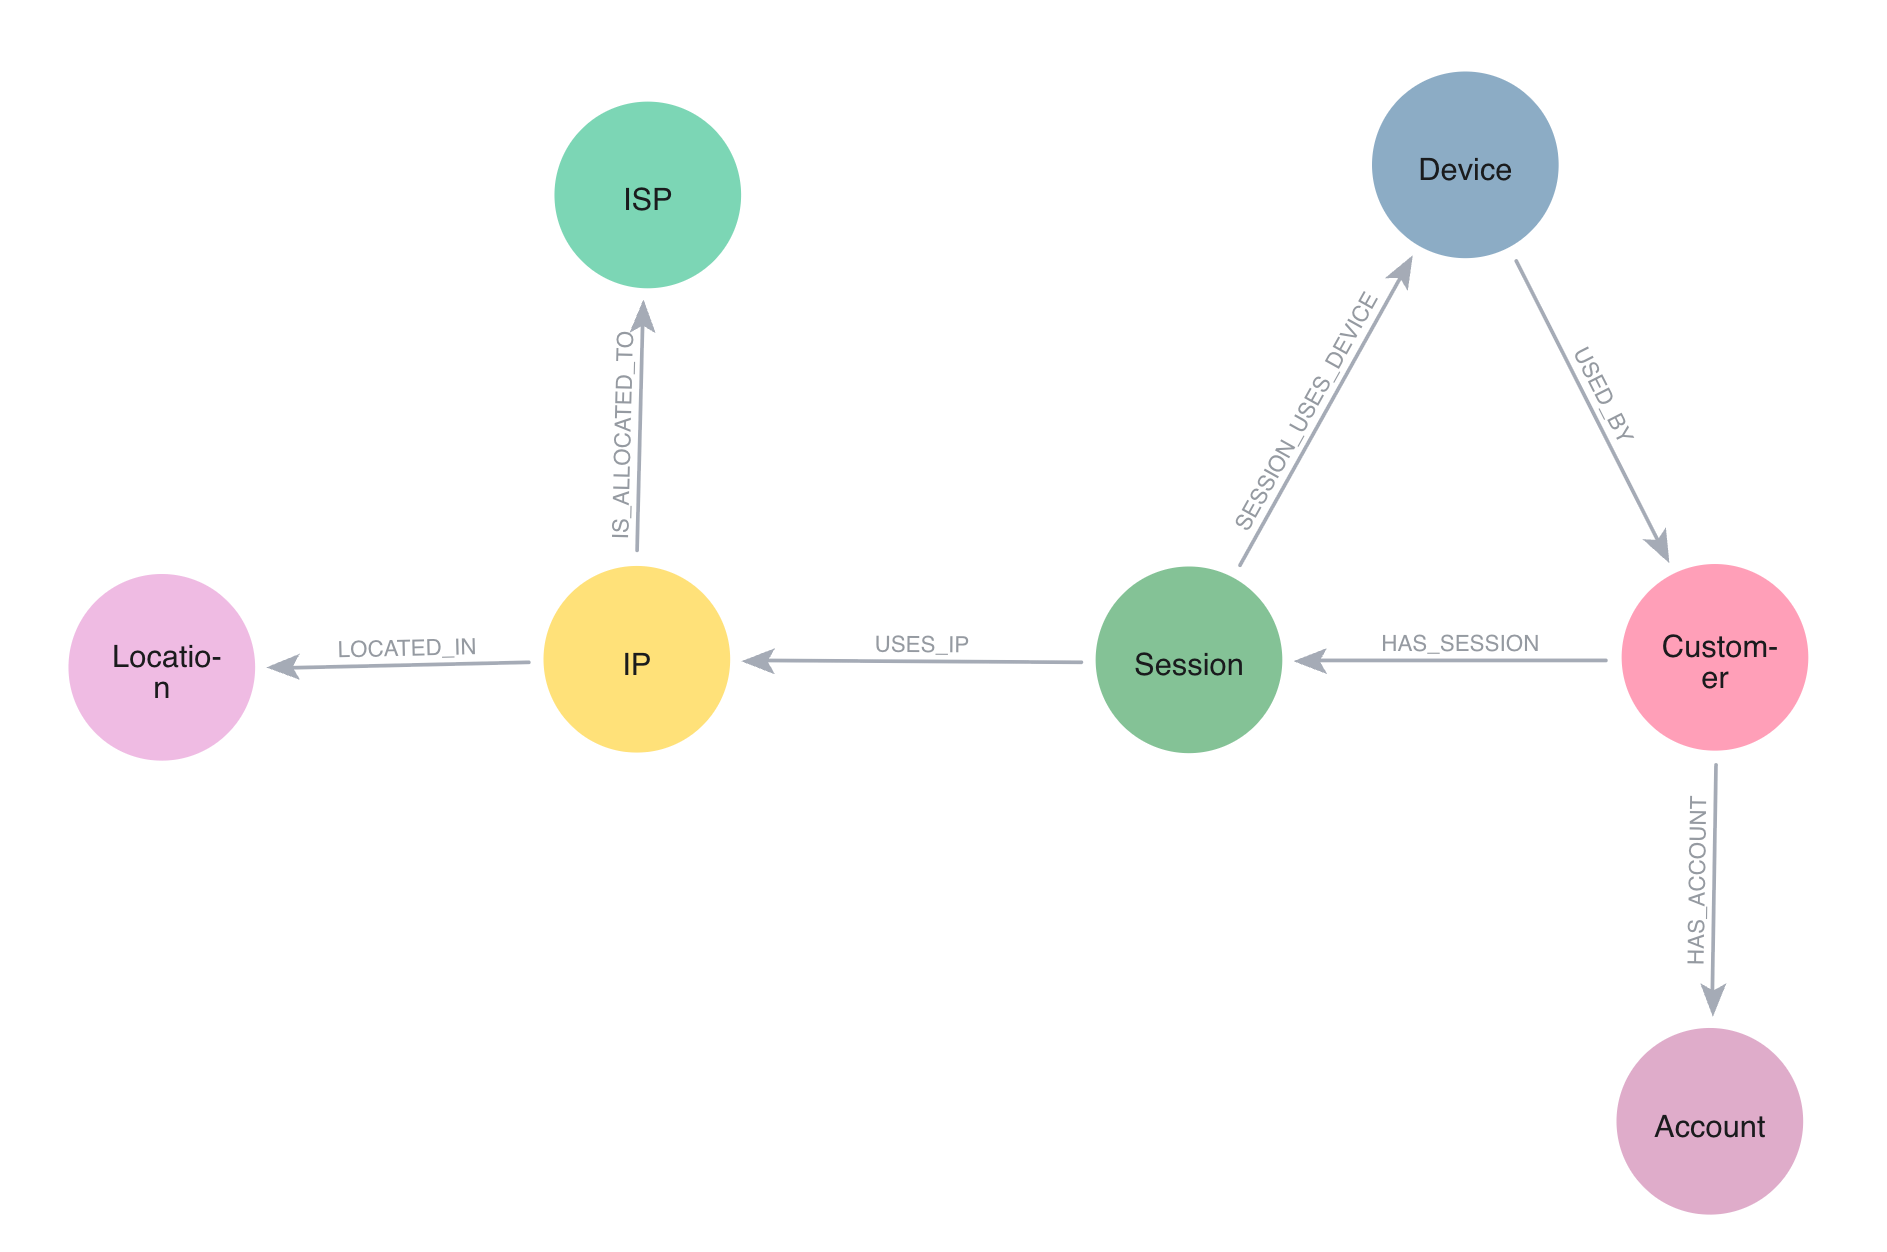 Device
ISP
SESSION_USES_DEVICE
USED_BY
IS_ALLOCATED_TO
Locatio-
n
LOCATED_IN
IP
USES_IP
Session
HAS_SESSION
Custom-
er
HAS_ACCOUNT
Account